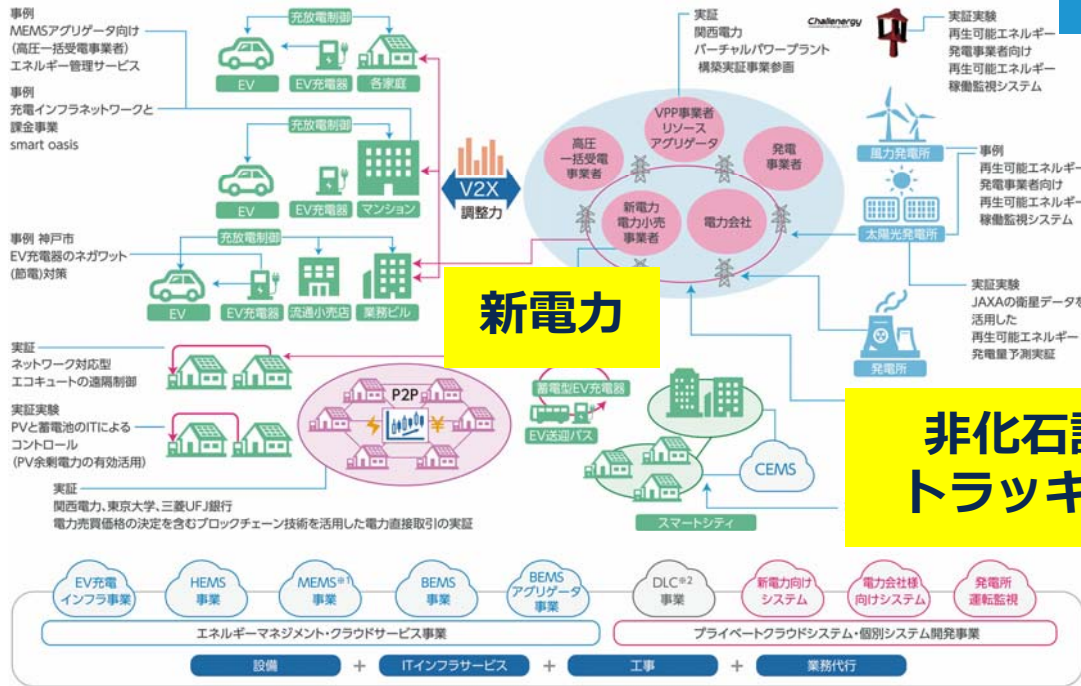 事例
MEMSアグリゲータ向け
(高圧一括受電事業者)
エネルギー管理サービス
事例
充電インフラネットワークと
課金事業
smart oasis
充放電制御
EV
EV充電器
各家庭
充放電制御
EV
EV充電器
マンション
事例 神戸市
EV充電器のネガワット
(節電)対策
充放電制御
EV
EV充電器
流通小売店
業務ビル
V2X
調整力
実証
関西電力
バーチャルパワープラント
構築実証事業参画
VPP事業者
リソース
アグリゲータ
高圧
一括受電
事業者
発電
事業者
新電力
電力小売
事業者
電力会社
Challenergy
実証実験
再生可能エネルギー
発電事業者向け
再生可能エネルギー
稼働監視システム
風力発電所
太陽光発電所
事例
再生可能エネルギー
発電事業者向け
再生可能エネルギー
稼働監視システム
実証実験
JAXAの衛星データを
活用した
再生可能エネルギー
発電量予測実証
発電所
新電力
実証
ネットワーク対応型
エコキュートの遠隔制御
実証実験
PVと蓄電池のITによる
コントロール
(PV余剰電力の有効活用)
P2P
¥
実証
関西電力、東京大学、三菱UFJ銀行
電力売買価格の決定を含むブロックチェーン技術を活用した電力直接取引の実証
蓄電型EV充電器
EV送迎バス
CEMS
スマートシティ
非化石
トラッキ
EV充電
インフラ事業
HEMS
事業
MEMS※1
事業
BEMS
事業
BEMS
アグリゲータ
事業
DLC※2
事業
新電力向け
システム
電力会社様
向けシステム
発電所
運転監視
エネルギーマネジメント・クラウドサービス事業
プライベートクラウドシステム・個別システム開発事業
設備 + ITインフラサービス + 工事 + 業務代行